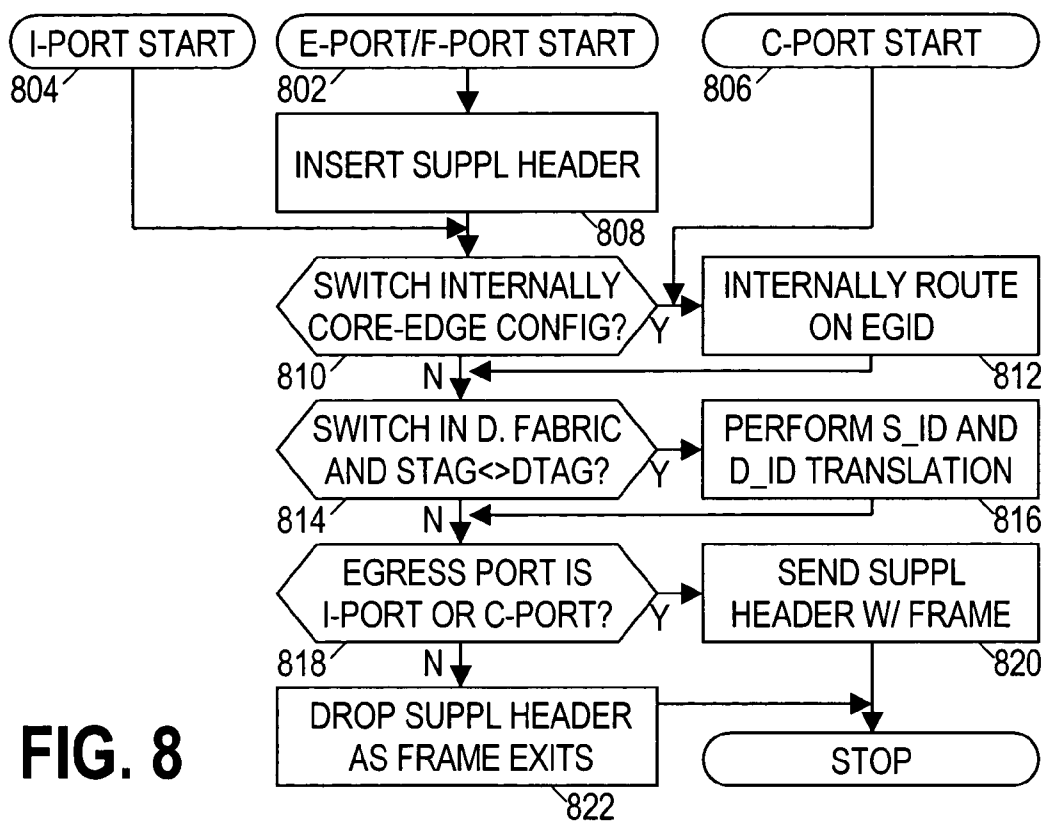 I-PORT START
804
E-PORT/F-PORT START
802
C-PORT START
806
INSERT SUPPL HEADER
808
SWITCH INTERNALLY
CORE-EDGE CONFIG?
810
Y
N
INTERNALLY ROUTE
ON EGID
812
SWITCH IN D. FABRIC
AND STAG<>DTAG?
814
Y
N
PERFORM S_ID AND
D_ID TRANSLATION
816
EGRESS PORT IS
I-PORT OR C-PORT?
818
Y
N
SEND SUPPL
HEADER W/ FRAME
820
DROP SUPPL HEADER
AS FRAME EXITS
822
STOP
FIG. 8